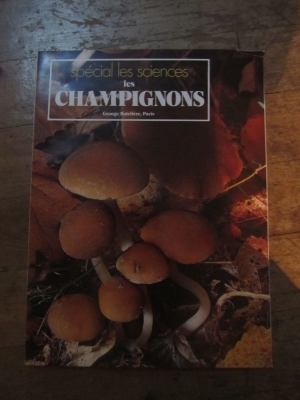 spécial les sciences
les
CHAMPIGNONS
George Barrière, Paris